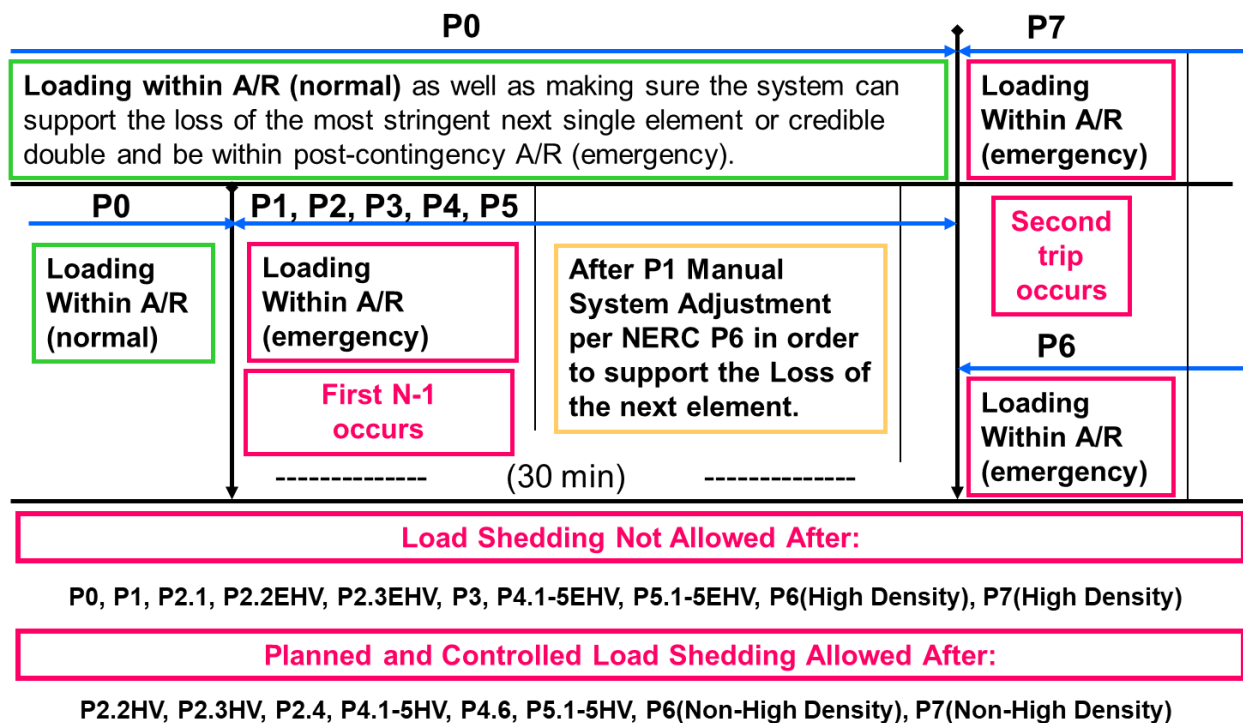 P0
P7
Loading within A/R (normal) as well as making sure the system can
support the loss of the most stringent next single element or credible
double and be within post-contingency A/R (emergency).
Loading
Within A/R
(emergency)
P0
P1, P2, P3, P4, P5
Loading
Within A/R
(normal)
Loading
Within A/R
(emergency)
First N-1
occurs
After P1 Manual
System Adjustment
per NERC P6 in order
to support the Loss of
the next element.
Second
trip
occurs
P6
Loading
Within A/R
(emergency)
-------------- (30 min) --------------
Load Shedding Not Allowed After:
P0, P1, P2.1, P2.2EHV, P2.3EHV, P3, P4.1-5EHV, P5.1-5EHV, P6(High Density), P7(High Density)
Planned and Controlled Load Shedding Allowed After:
P2.2HV, P2.3HV, P2.4, P4.1-5HV, P4.6, P5.1-5HV, P6(Non-High Density), P7(Non-High Density)